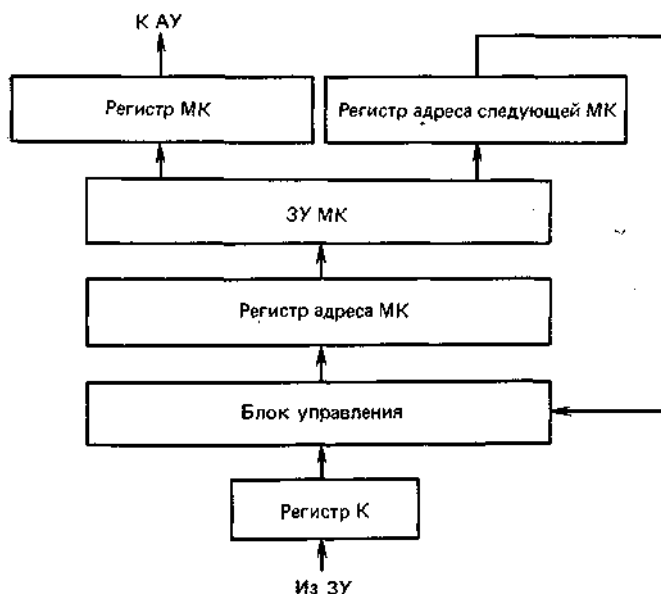 К АУ
Регистр МК
Регистр адреса следующей МК
ЗУ МК
Регистр адреса МК
Блок управления
Регистр К
Из ЗУ